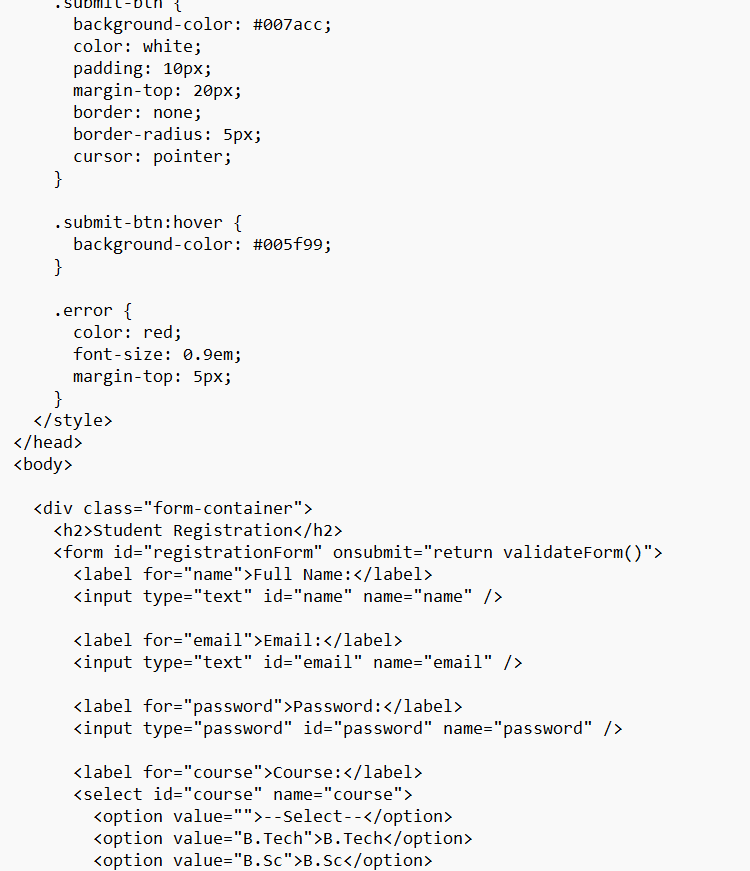 .submit-btn {
background-color: #007acc;
color: white;
padding: 10px;
margin-top: 20px;
border: none;
border-radius: 5px;
cursor: pointer;
}
.submit-btn:hover {
background-color: #005f99;
}
.error {
color: red;
font-size: 0.9em;
margin-top: 5px;
}
</style>
</head>
<body>
<div class="form-container">
<h2>Student Registration</h2>
<form id="registrationForm" onsubmit="return validateForm()">
<label for="name">Full Name:</label>
<input type="text" id="name" name="name" />
<label for="email">Email:</label>
<input type="text" id="email" name="email" />
<label for="password">Password:</label>
<input type="password" id="password" name="password" />
<label for="course">Course:</label>
<select id="course" name="course">
<option value="">--Select--</option>
<option value="B.Tech">B.Tech</option>
<option value="B.Sc">B.Sc</option>